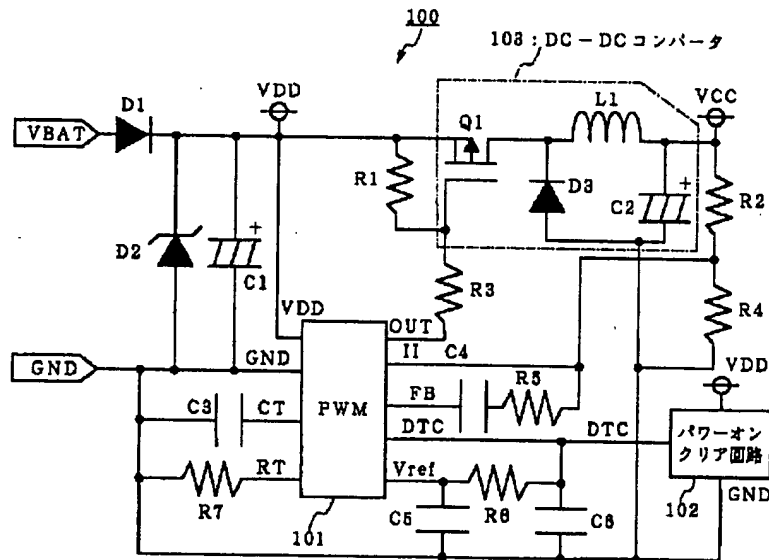 100
103:DC-DCコンバータ
VDD
VCC
D1
Q1
L1
VBAT
R1
D3
C2
+
R2
+
D2
C1
R3
VDD
OUT
R4
GND
GND
II
C4
VDD
C3
CT
PWM
FB
R5
DTC
DTC
パワーオン
クリア回路
RT
Vref
R7
101
C5
R6
C6
102
GND